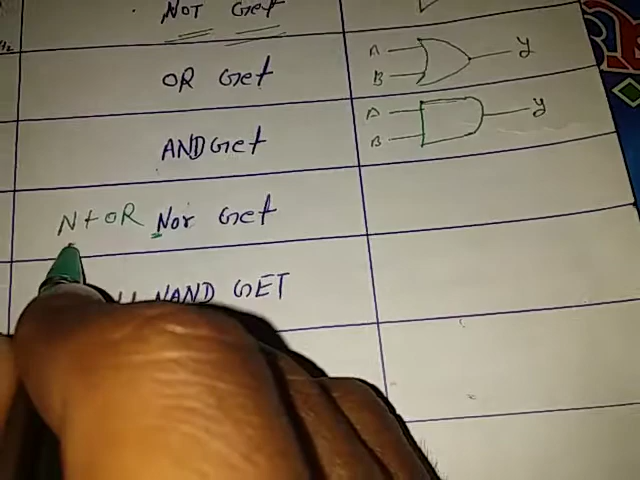 NOT Get
OR Get
A
B
y
AND Get
A
B
y
N + OR Nor Get
NAND GET